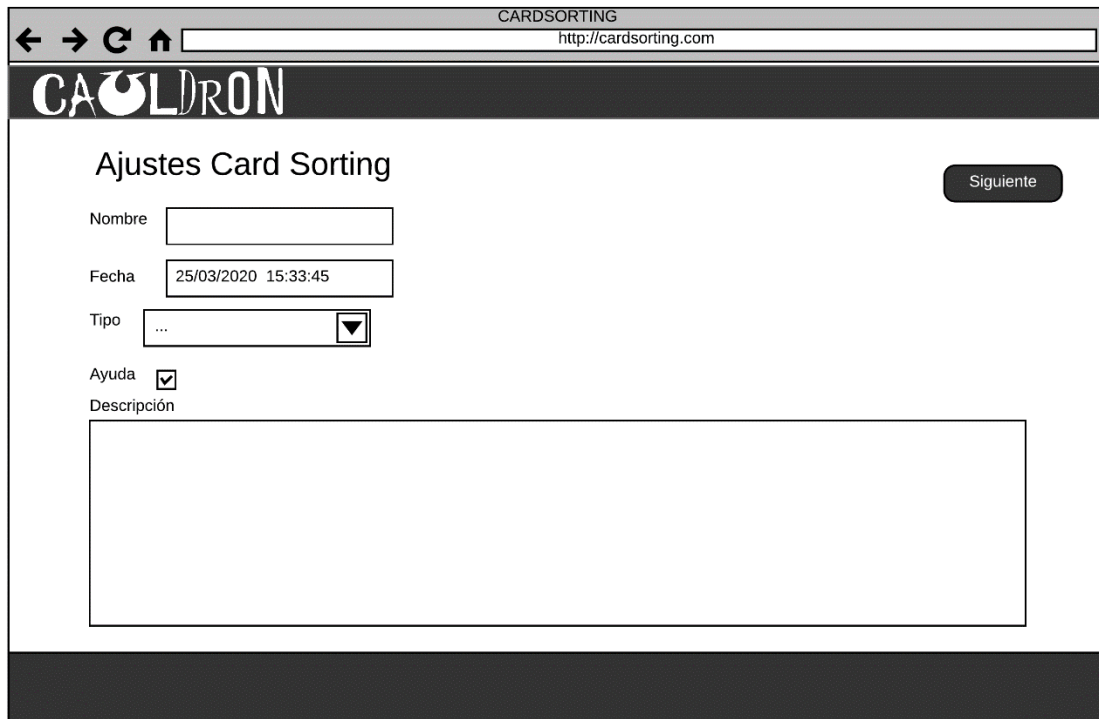 CARDSORTING
http://cardsorting.com
CAULDRON
Ajustes Card Sorting
Siguiente
Nombre
Fecha 25/03/2020 15:33:45
Tipo ...
Ayuda
Descripción